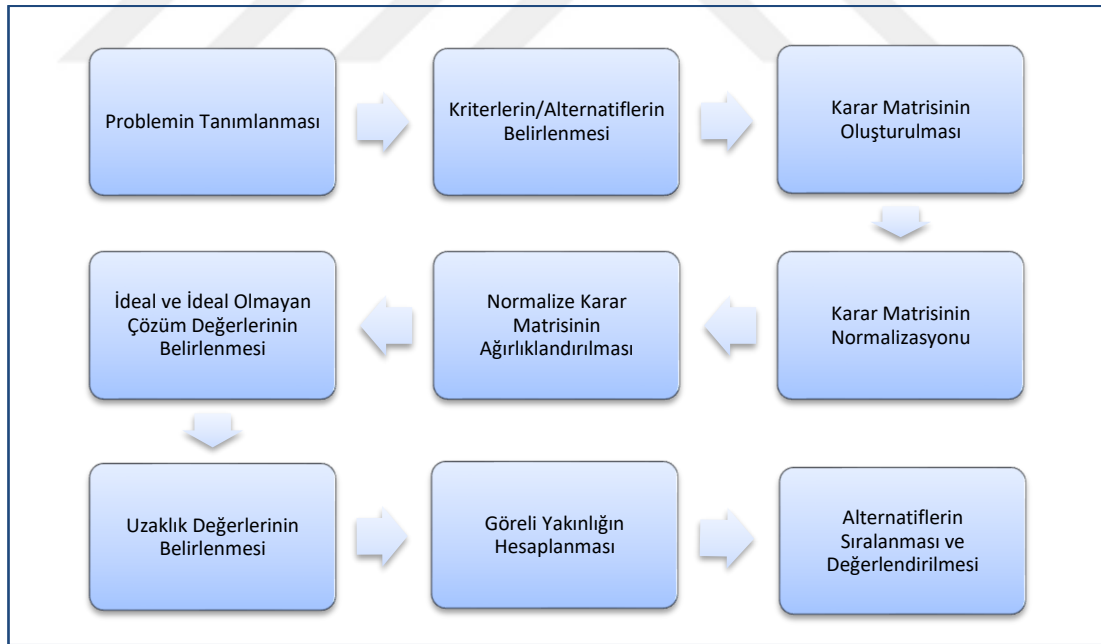 Problemin Tanımlanması
Kriterlerin/Alternatiflerin
Belirlenmesi
Karar Matrisinin
Oluşturulması
Karar Matrisinin
Normalizasyonu
Normalize Karar
Matrisinin
Ağırlıklandırılması
İdeal ve İdeal Olmayan
Çözüm Değerlerinin
Belirlenmesi
Uzaklık Değerlerinin
Belirlenmesi
Göreli Yakınlığın
Hesaplanması
Alternatiflerin
Sıralanması ve
Değerlendirilmesi